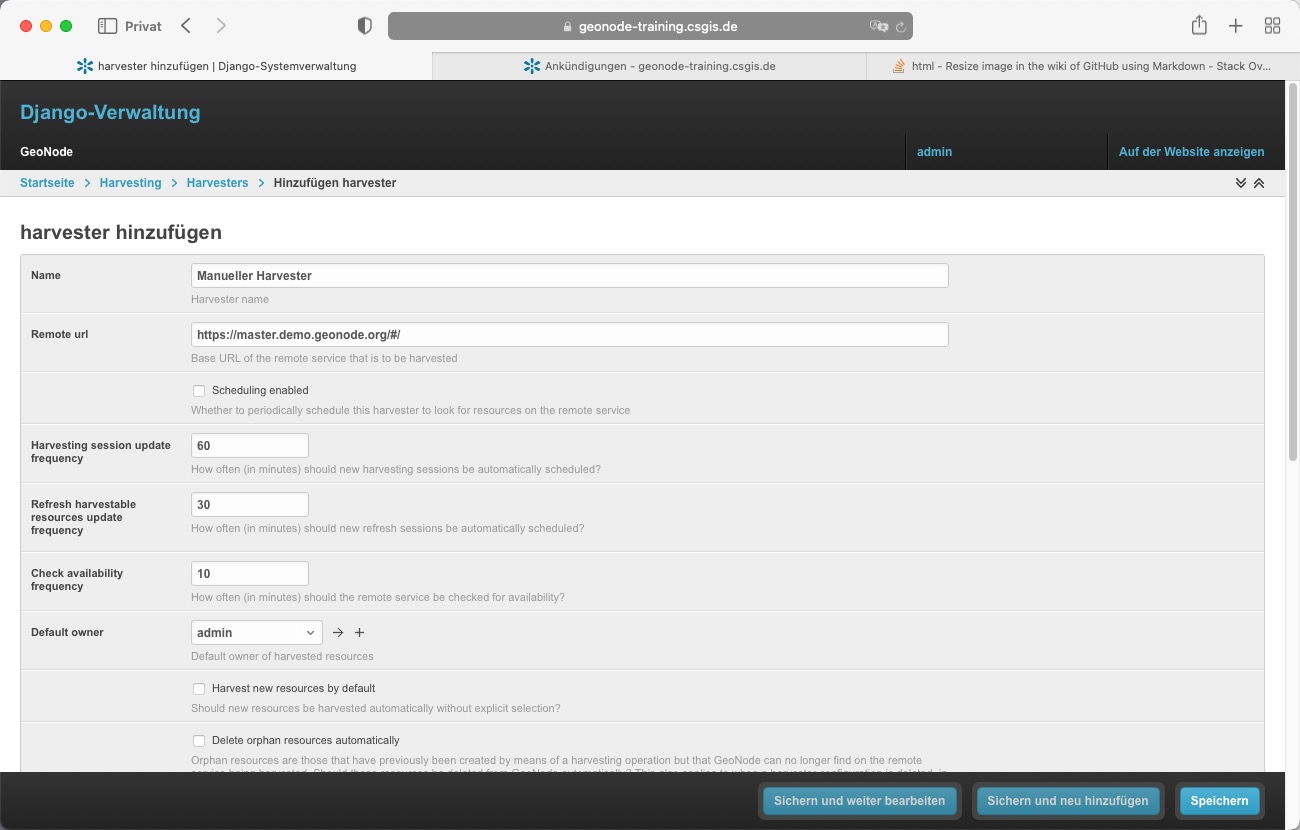 Privat
geonode-training.csgis.de
harvester hinzufügen | Django-Systemverwaltung
Ankündigungen - geonode-training.csgis.de
html - Resize image in the wiki of GitHub using Markdown - Stack Ov...
Django-Verwaltung
GeoNode
admin
Auf der Website anzeigen
Startseite > Harvesting > Harvesters > Hinzufügen harvester
harvester hinzufügen
Name
Manueller Harvester
Harvester name
Remote url
https://master.demo.geonode.org/#/
Base URL of the remote service that is to be harvested
Scheduling enabled
Whether to periodically schedule this harvester to look for resources on the remote service
Harvesting session update
frequency
60
How often (in minutes) should new harvesting sessions be automatically scheduled?
Refresh harvestable
resources update
frequency
30
How often (in minutes) should new refresh sessions be automatically scheduled?
Check availability
frequency
10
How often (in minutes) should the remote service be checked for availability?
Default owner
admin
Default owner of harvested resources
Harvest new resources by default
Should new resources be harvested automatically without explicit selection?
Delete orphan resources automatically
Orphan resources are those that have previously been created by means of a harvesting operation but that GeoNode can no longer find on the remote
Sichern und weiter bearbeiten
Sichern und neu hinzufügen
Speichern